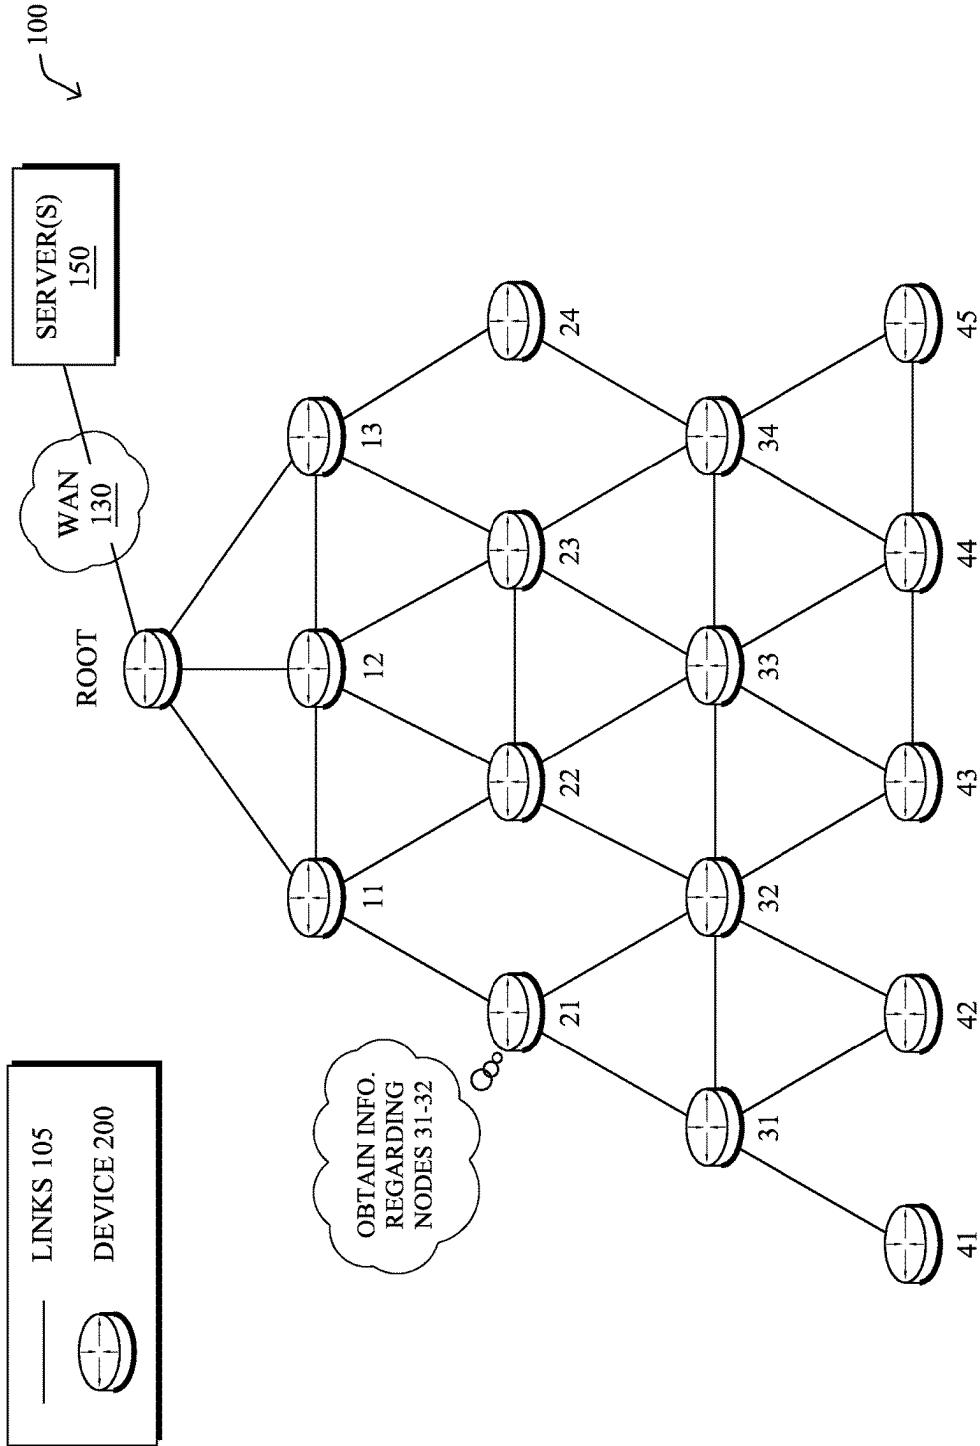 100
LINKS 105
DEVICE 200
WAN
130
SERVER(S)
150
ROOT
11
12
13
OBTAIN INFO.
REGARDING
NODES 31-32
21
22
23
24
31
32
33
34
41
42
43
44
45